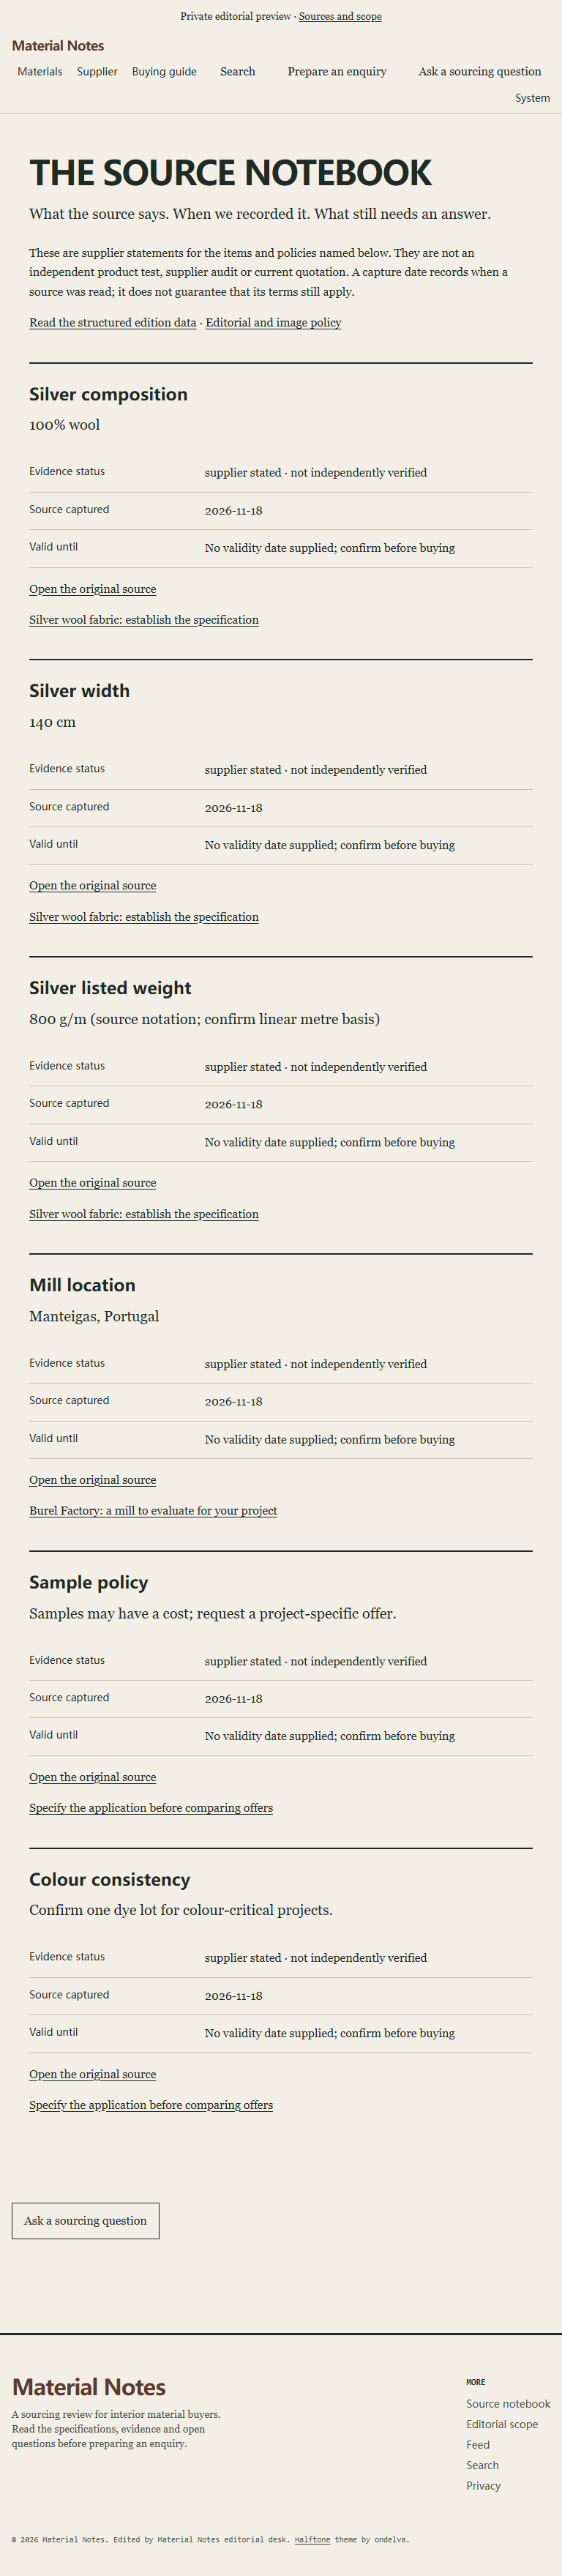 Private editorial preview · Sources and scope
Material Notes
Materials Supplier Buying guide Search Prepare an enquiry Ask a sourcing question
System
THE SOURCE NOTEBOOK
What the source says. When we recorded it. What still needs an answer.
These are supplier statements for the items and policies named below. They are not an
independent product test, supplier audit or current quotation. A capture date records when a
source was read; it does not guarantee that its terms still apply.
Read the structured edition data · Editorial and image policy
Silver composition
100% wool
Evidence status supplier stated · not independently verified
Source captured 2026-11-18
Valid until No validity date supplied; confirm before buying
Open the original source
Silver wool fabric: establish the specification
Silver width
140 cm
Evidence status supplier stated · not independently verified
Source captured 2026-11-18
Valid until No validity date supplied; confirm before buying
Open the original source
Silver wool fabric: establish the specification
Silver listed weight
800 g/m (source notation; confirm linear metre basis)
Evidence status supplier stated · not independently verified
Source captured 2026-11-18
Valid until No validity date supplied; confirm before buying
Open the original source
Silver wool fabric: establish the specification
Mill location
Manteigas, Portugal
Evidence status supplier stated · not independently verified
Source captured 2026-11-18
Valid until No validity date supplied; confirm before buying
Open the original source
Burel Factory: a mill to evaluate for your project
Sample policy
Samples may have a cost; request a project-specific offer.
Evidence status supplier stated · not independently verified
Source captured 2026-11-18
Valid until No validity date supplied; confirm before buying
Open the original source
Specify the application before comparing offers
Colour consistency
Confirm one dye lot for colour-critical projects.
Evidence status supplier stated · not independently verified
Source captured 2026-11-18
Valid until No validity date supplied; confirm before buying
Open the original source
Specify the application before comparing offers
Ask a sourcing question
Material Notes
A sourcing review for interior material buyers.
Read the specifications, evidence and open
questions before preparing an enquiry.
MORE
Source notebook
Editorial scope
Feed
Search
Privacy
© 2026 Material Notes. Edited by Material Notes editorial desk. Halftone theme by ondelva.